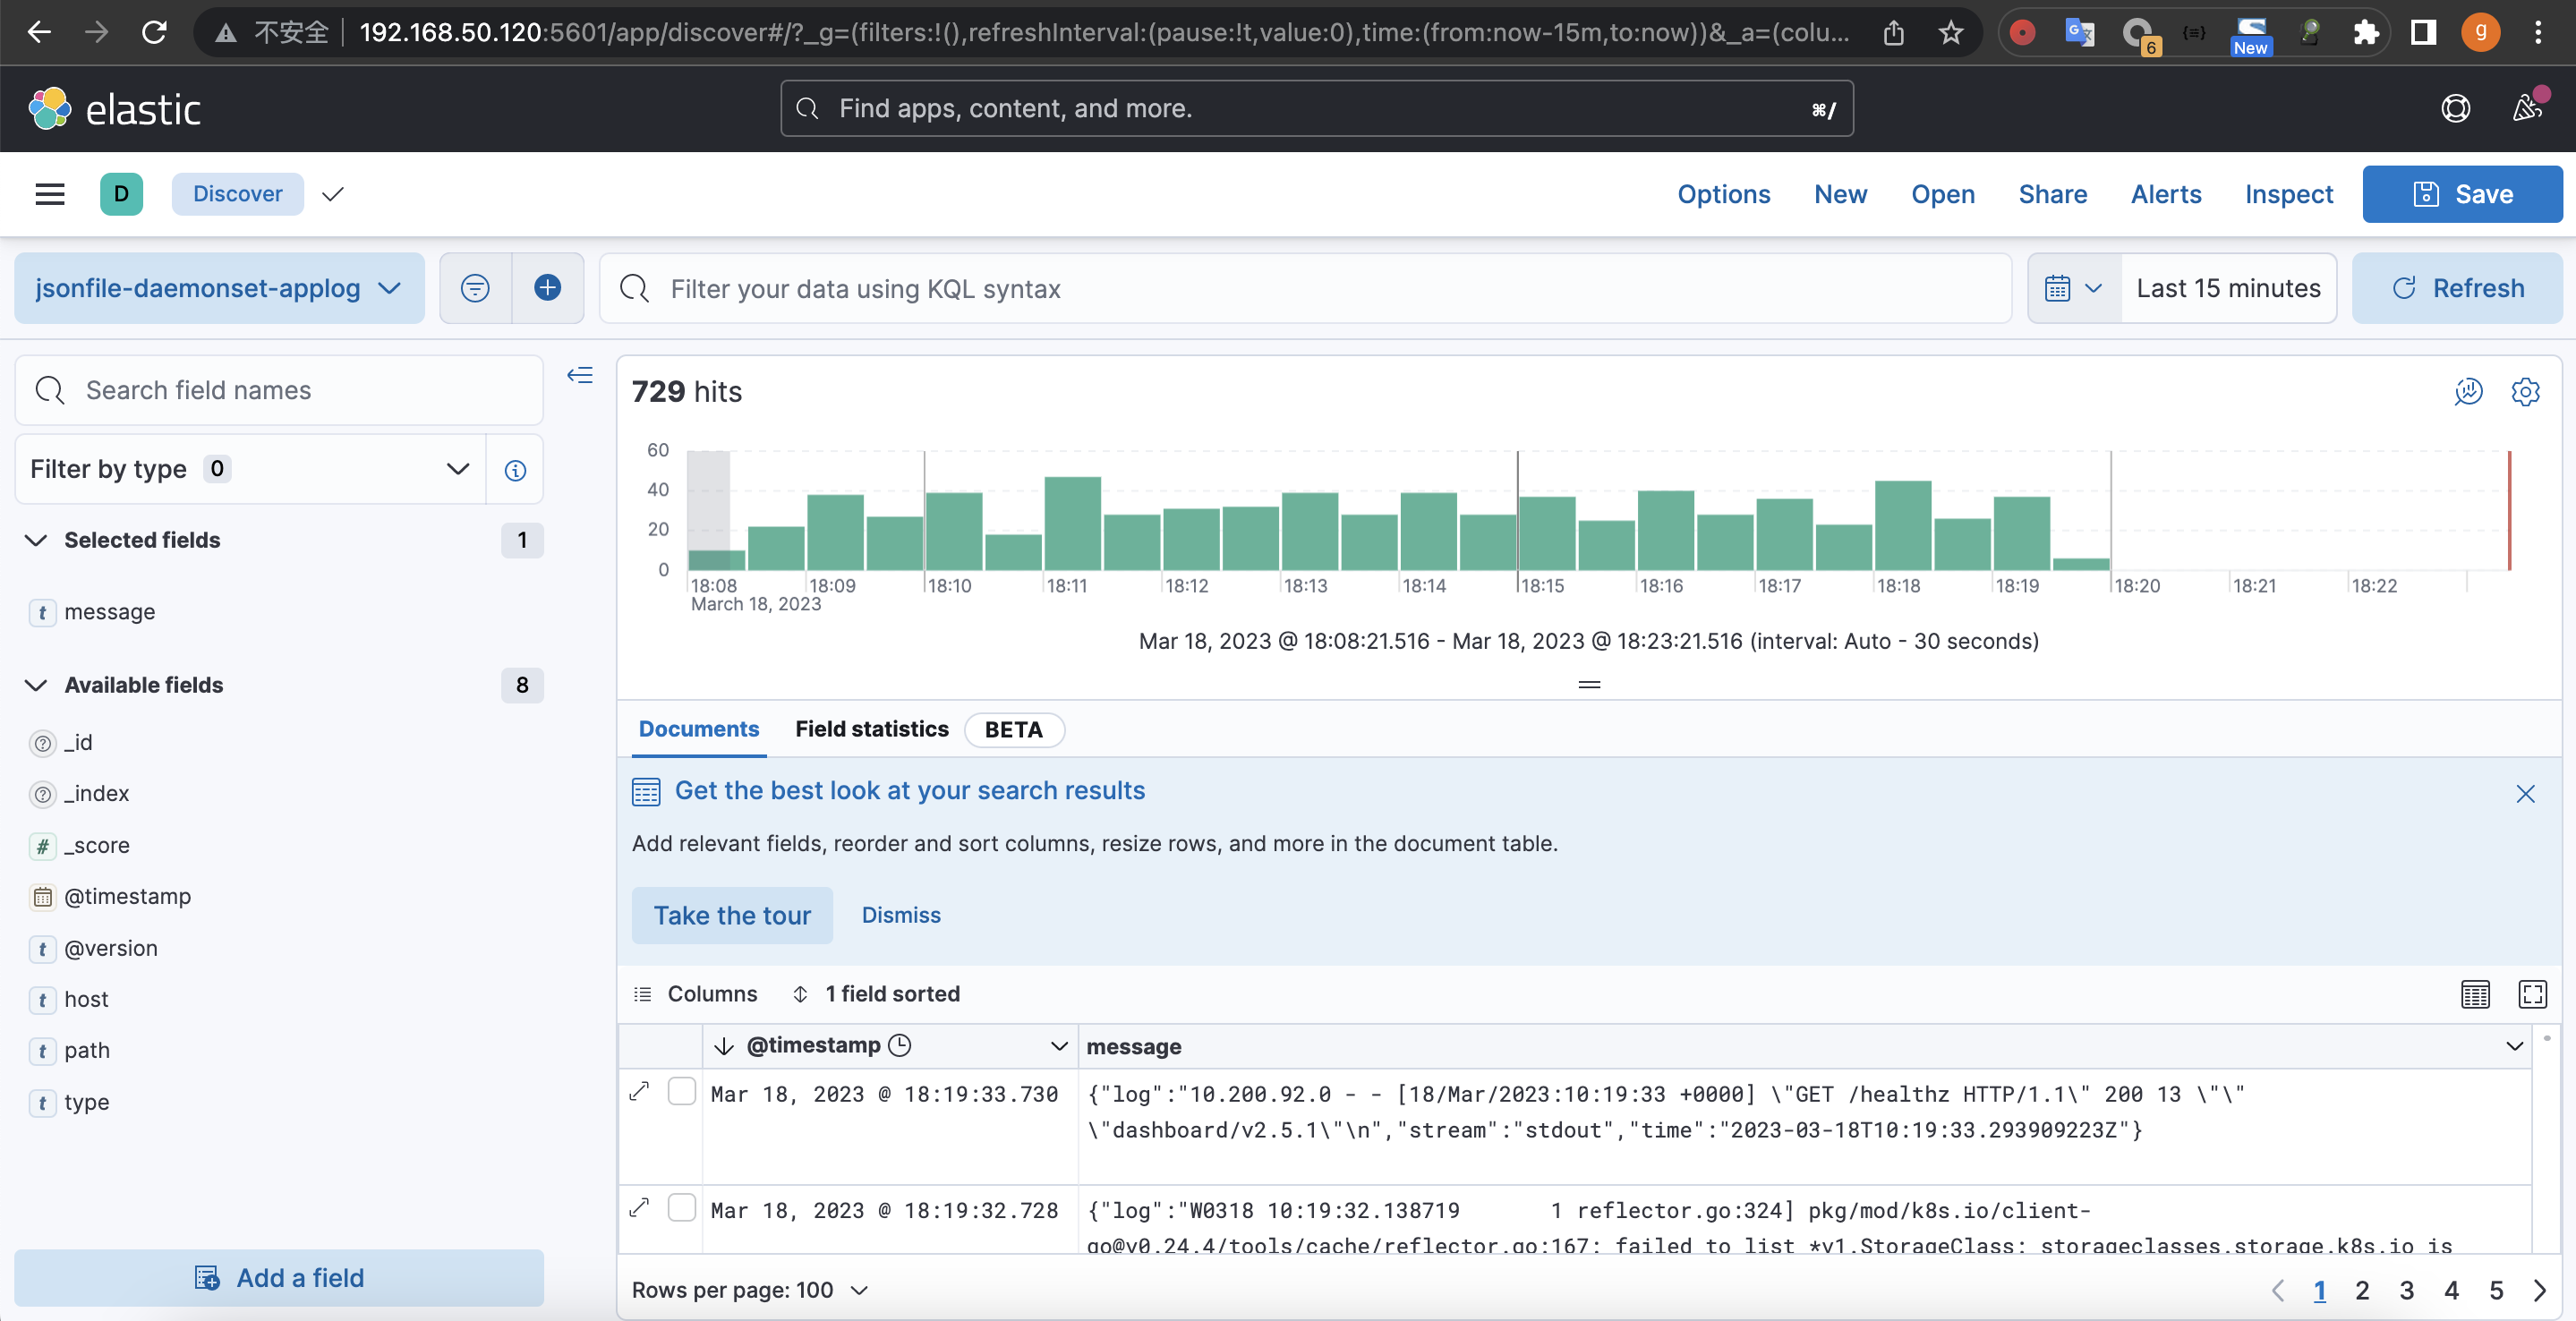 不安全 192.168.50.120:5601/app/discover#/?_g=(filters:!(),refreshInterval:(pause:!t,value:0),time:(from:now-15m,to:now))&_a=(colu...
6
New
g
elastic
Find apps, content, and more.
⌘/
D
Discover
Options
New
Open
Share
Alerts
Inspect
Save
jsonfile-daemonset-applog
Filter your data using KQL syntax
Last 15 minutes
Refresh
Search field names
Filter by type 0
Selected fields 1
t message
Available fields 8
_id
_index
# _score
@timestamp
t @version
t host
t path
t type
Add a field
729 hits
60
40
20
0
18:08 18:09 18:10 18:11 18:12 18:13 18:14 18:15 18:16 18:17 18:18 18:19 18:20 18:21 18:22
March 18, 2023
Mar 18, 2023 @ 18:08:21.516 - Mar 18, 2023 @ 18:23:21.516 (interval: Auto - 30 seconds)
Documents
Field statistics BETA
Get the best look at your search results
Add relevant fields, reorder and sort columns, resize rows, and more in the document table.
Take the tour
Dismiss
Columns
1 field sorted
@timestamp
message
Mar 18, 2023 @ 18:19:33.730
{"log":"10.200.92.0 - - [18/Mar/2023:10:19:33 +0000] \"GET /healthz HTTP/1.1\" 200 13 \"\"
\"dashboard/v2.5.1\"\n","stream":"stdout","time":"2023-03-18T10:19:33.293909223Z"}
Mar 18, 2023 @ 18:19:32.728
{"log":"W0318 10:19:32.138719       1 reflector.go:324] pkg/mod/k8s.io/client-
go@v0.24.4/tools/cache/reflector.go:167: failed to list *v1.StorageClass: storageclasses.storage.k8s.io is
Rows per page: 100
1 2 3 4 5